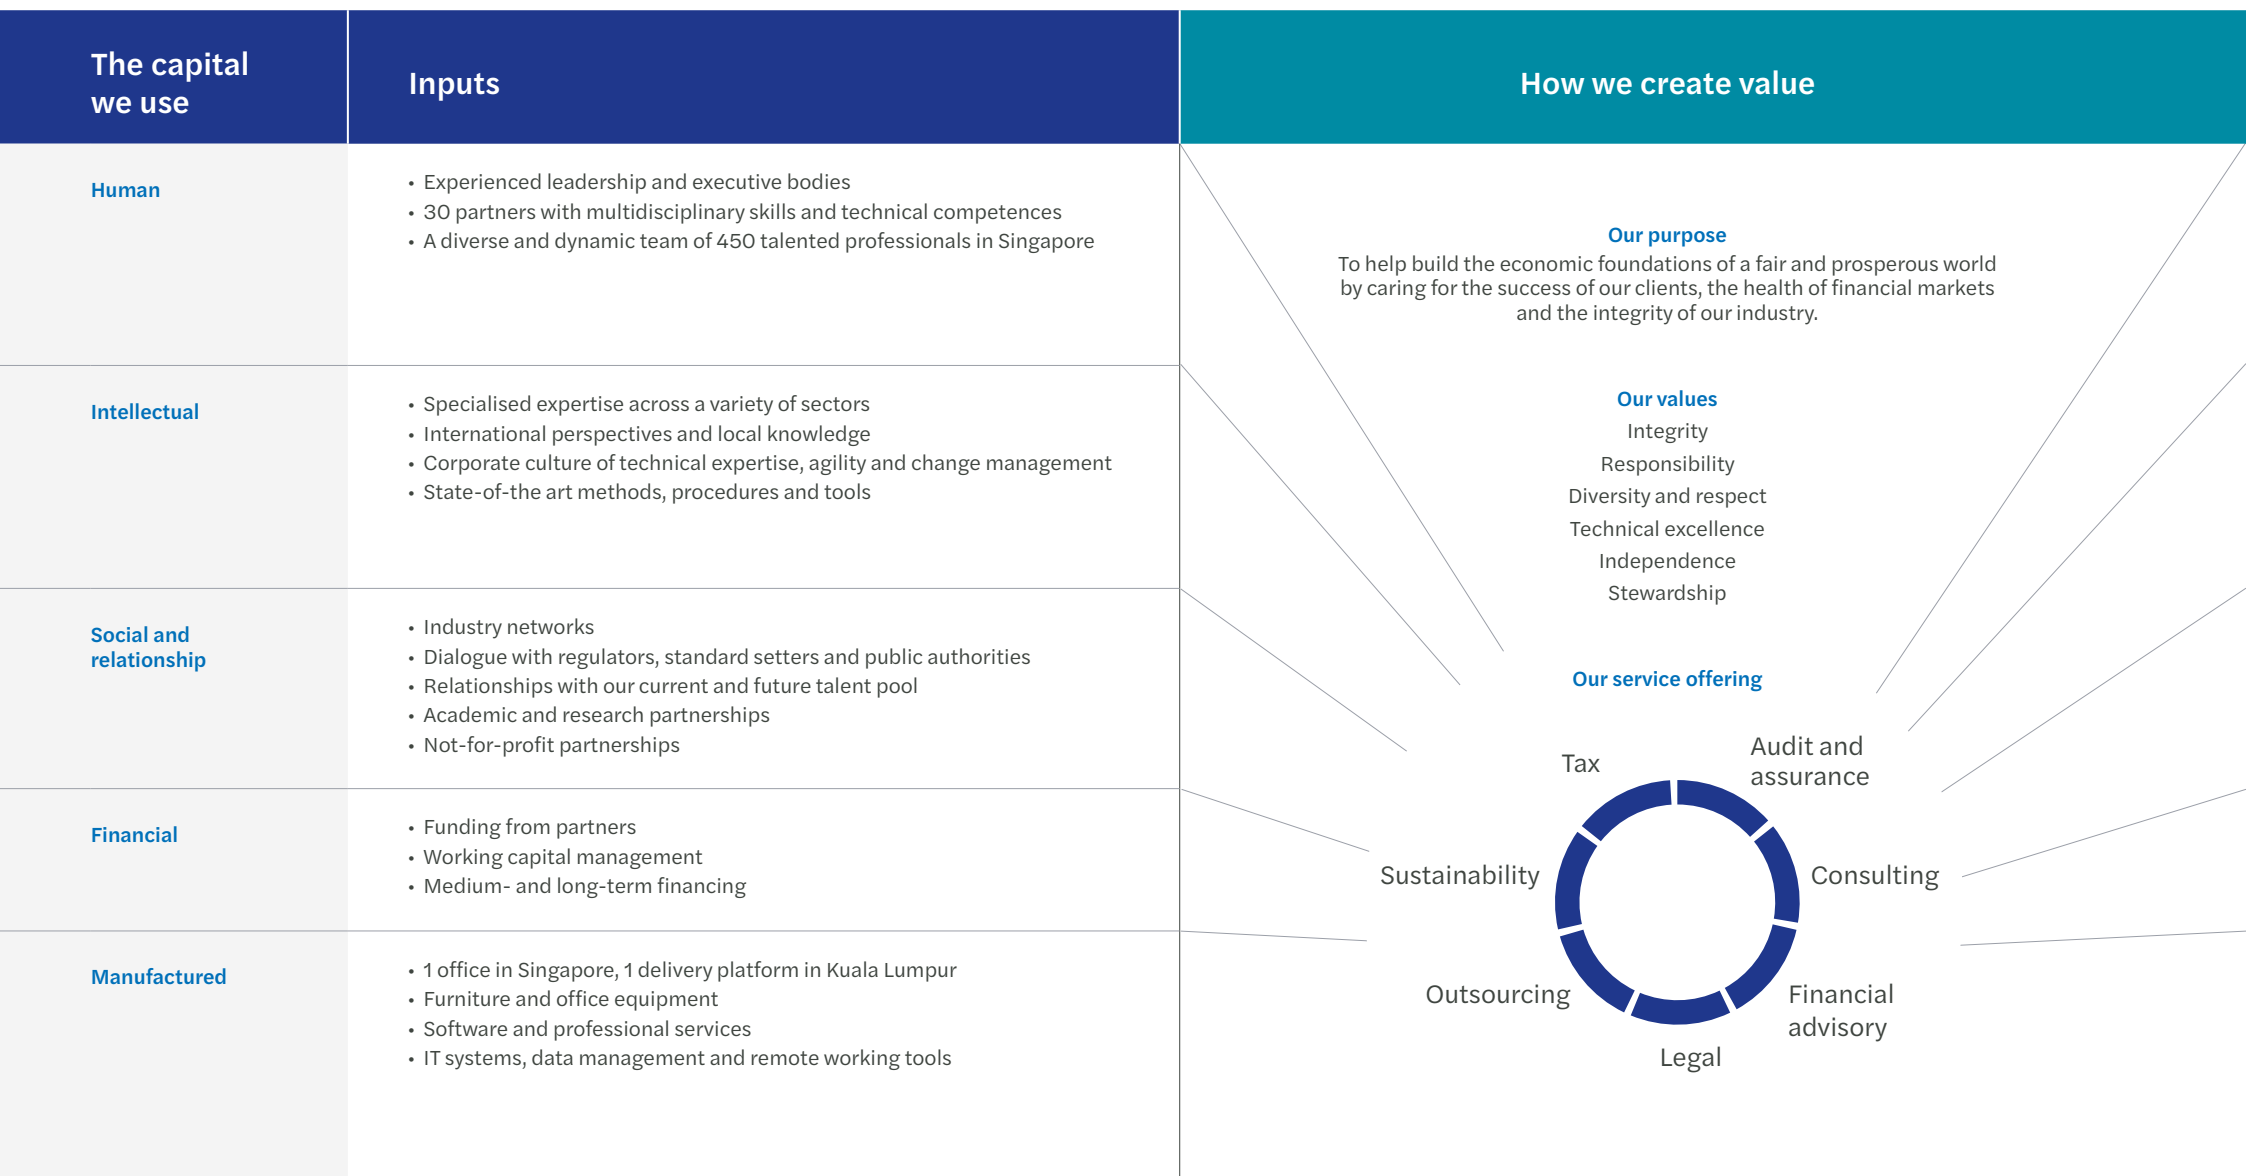 The capital
we use
Inputs
How we create value
Human
• Experienced leadership and executive bodies
• 30 partners with multidisciplinary skills and technical competences
• A diverse and dynamic team of 450 talented professionals in Singapore
Intellectual
• Specialised expertise across a variety of sectors
• International perspectives and local knowledge
• Corporate culture of technical expertise, agility and change management
• State-of-the art methods, procedures and tools
Social and
relationship
• Industry networks
• Dialogue with regulators, standard setters and public authorities
• Relationships with our current and future talent pool
• Academic and research partnerships
• Not-for-profit partnerships
Financial
• Funding from partners
• Working capital management
• Medium- and long-term financing
Manufactured
• 1 office in Singapore, 1 delivery platform in Kuala Lumpur
• Furniture and office equipment
• Software and professional services
• IT systems, data management and remote working tools
Our purpose
To help build the economic foundations of a fair and prosperous world
by caring for the success of our clients, the health of financial markets
and the integrity of our industry.
Our values
Integrity
Responsibility
Diversity and respect
Technical excellence
Independence
Stewardship
Our service offering
Tax
Audit and
assurance
Sustainability
Consulting
Outsourcing
Financial
advisory
Legal